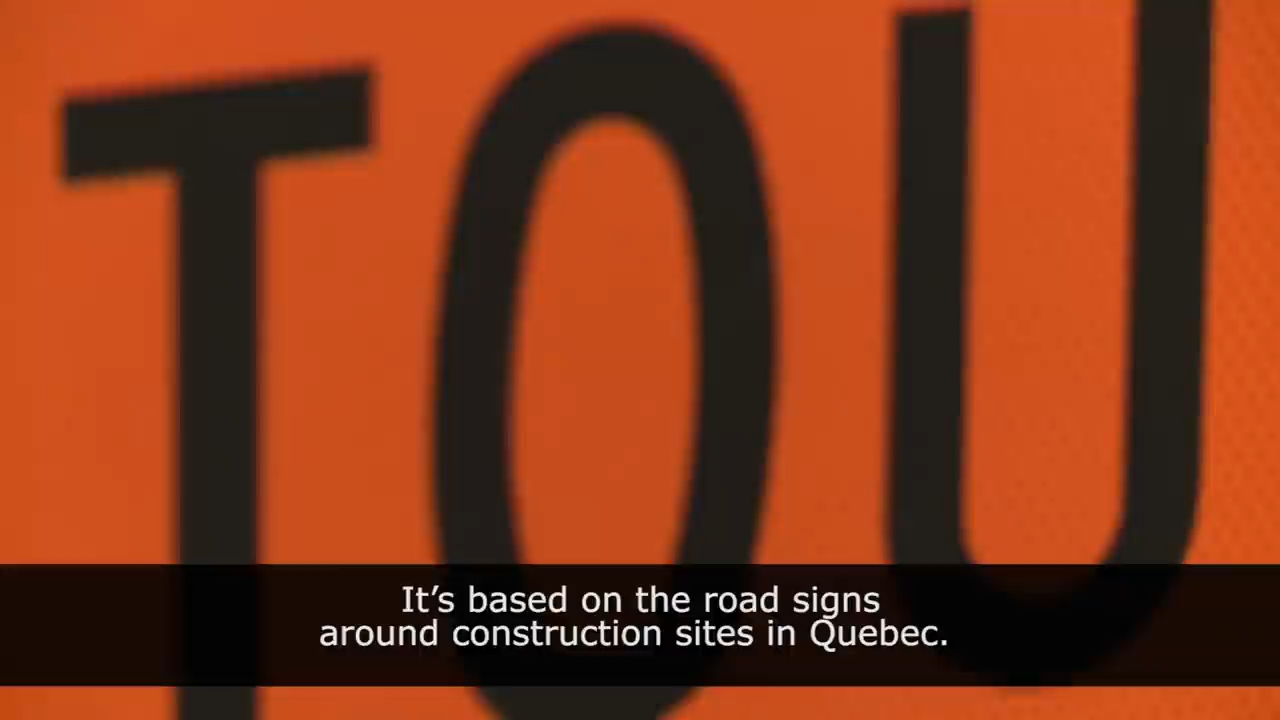 TOU
It’s based on the road signs
around construction sites in Quebec.